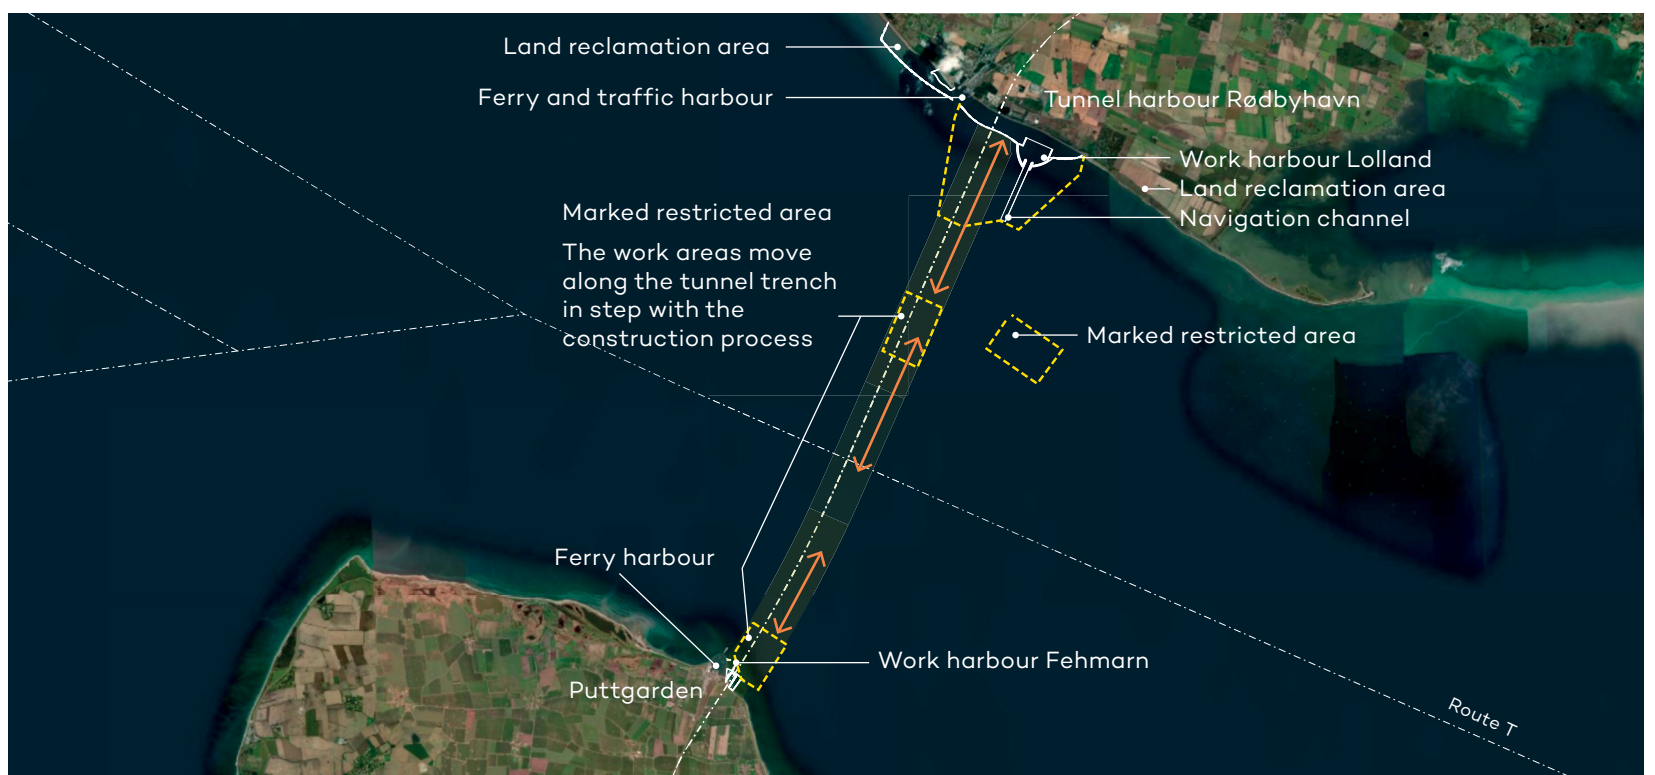 Land reclamation area
Ferry and traffic harbour
Tunnel harbour Rødbyhavn
Work harbour Lolland
Land reclamation area
Navigation channel
Marked restricted area
The work areas move
along the tunnel trench
in step with the
construction process
Marked restricted area
Ferry harbour
Work harbour Fehmarn
Puttgarden
Route T